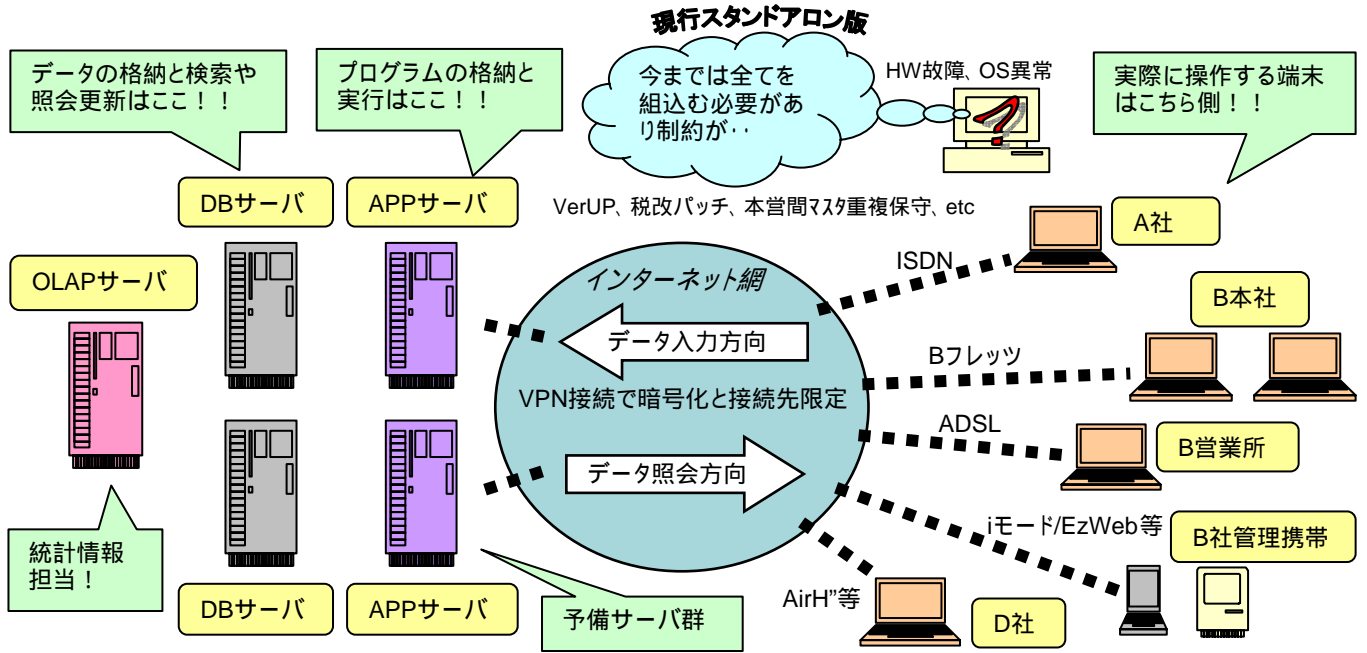 現行スタンドアロン版
データの格納と検索や
照会更新はここ！！
プログラムの格納と
実行はここ！！
今までは全てを
組込む必要があ
り制約が‥
HW故障、OS異常
実際に操作する端末
はこちら側！！
DBサーバ
APPサーバ
VerUP、税改パッチ、本営間ﾏｽﾀ重複保守、etc
A社
ISDN
OLAPサーバ
インターネット網
B本社
データ入力方向
Bフレッツ
VPN接続で暗号化と接続先限定
ADSL
B営業所
データ照会方向
iモード/EzWeb等
B社管理携帯
統計情報
担当！
AirH”等
DBサーバ
APPサーバ
予備サーバ群
D社